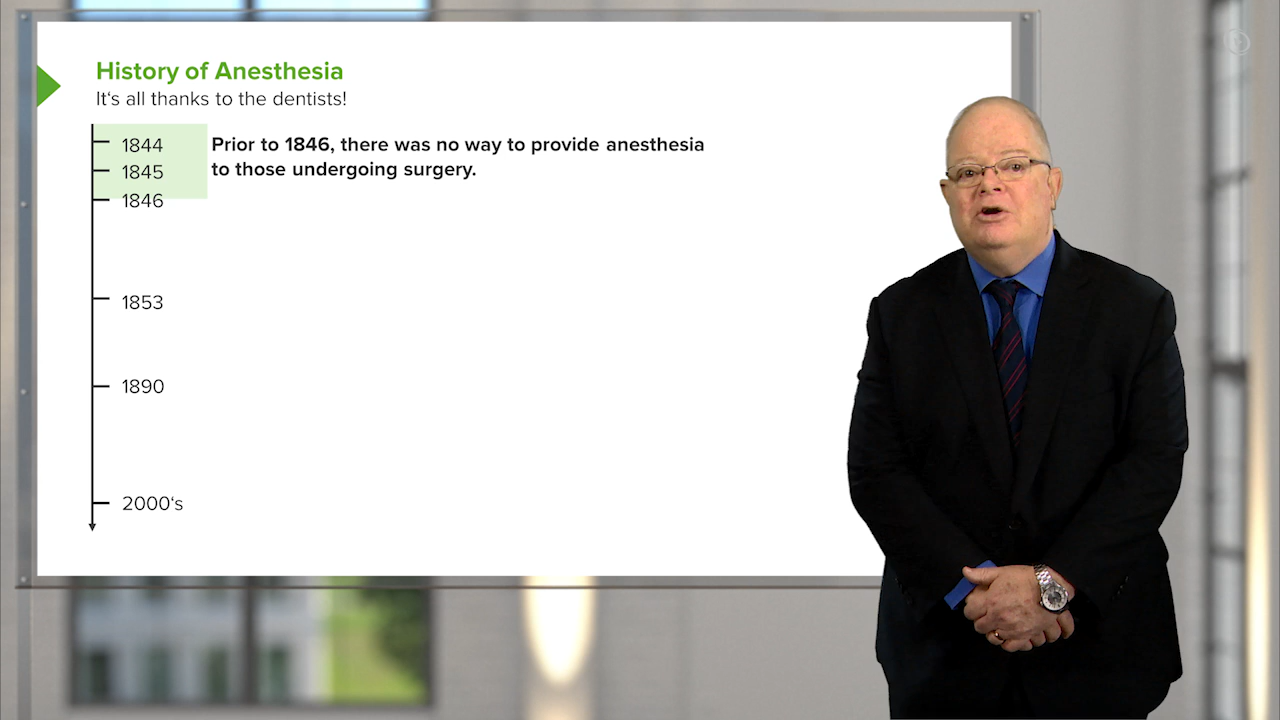 History of Anesthesia
It‘s all thanks to the dentists!
1844
Prior to 1846, there was no way to provide anesthesia
1845
to those undergoing surgery.
1846
1853
1890
2000‘s